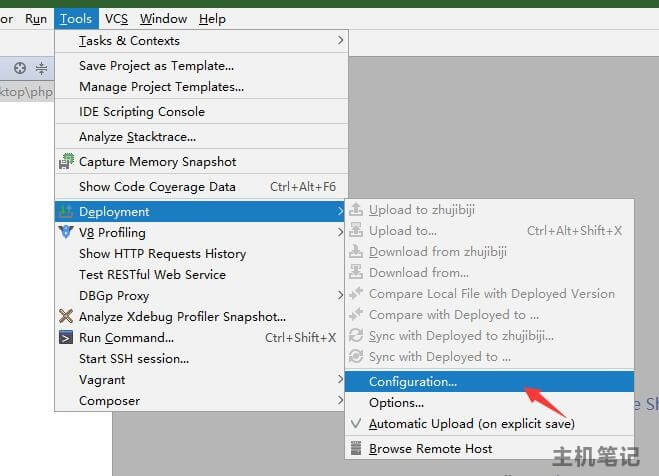 or Run Tools VCS Window Help
Tasks & Contexts
Save Project as Template...
ktop\php
Manage Project Templates...
IDE Scripting Console
Analyze Stacktrace...
Capture Memory Snapshot
Show Code Coverage Data Ctrl+Alt+F6
Deployment
V8 Profiling
Show HTTP Requests History
Test RESTful Web Service
DBGp Proxy
Analyze Xdebug Profiler Snapshot...
Run Command... Ctrl+Shift+X
Start SSH session...
Vagrant
Composer
Upload to zhujibiji
Upload to... Ctrl+Alt+Shift+X
Download from zhujibiji
Download from...
Compare Local File with Deployed Version
Compare with Deployed to ...
Sync with Deployed to zhujibiji...
Sync with Deployed to ...
Configuration...
Options...
e Sh
Automatic Upload (on explicit save)
Browse Remote Host
主机笔记